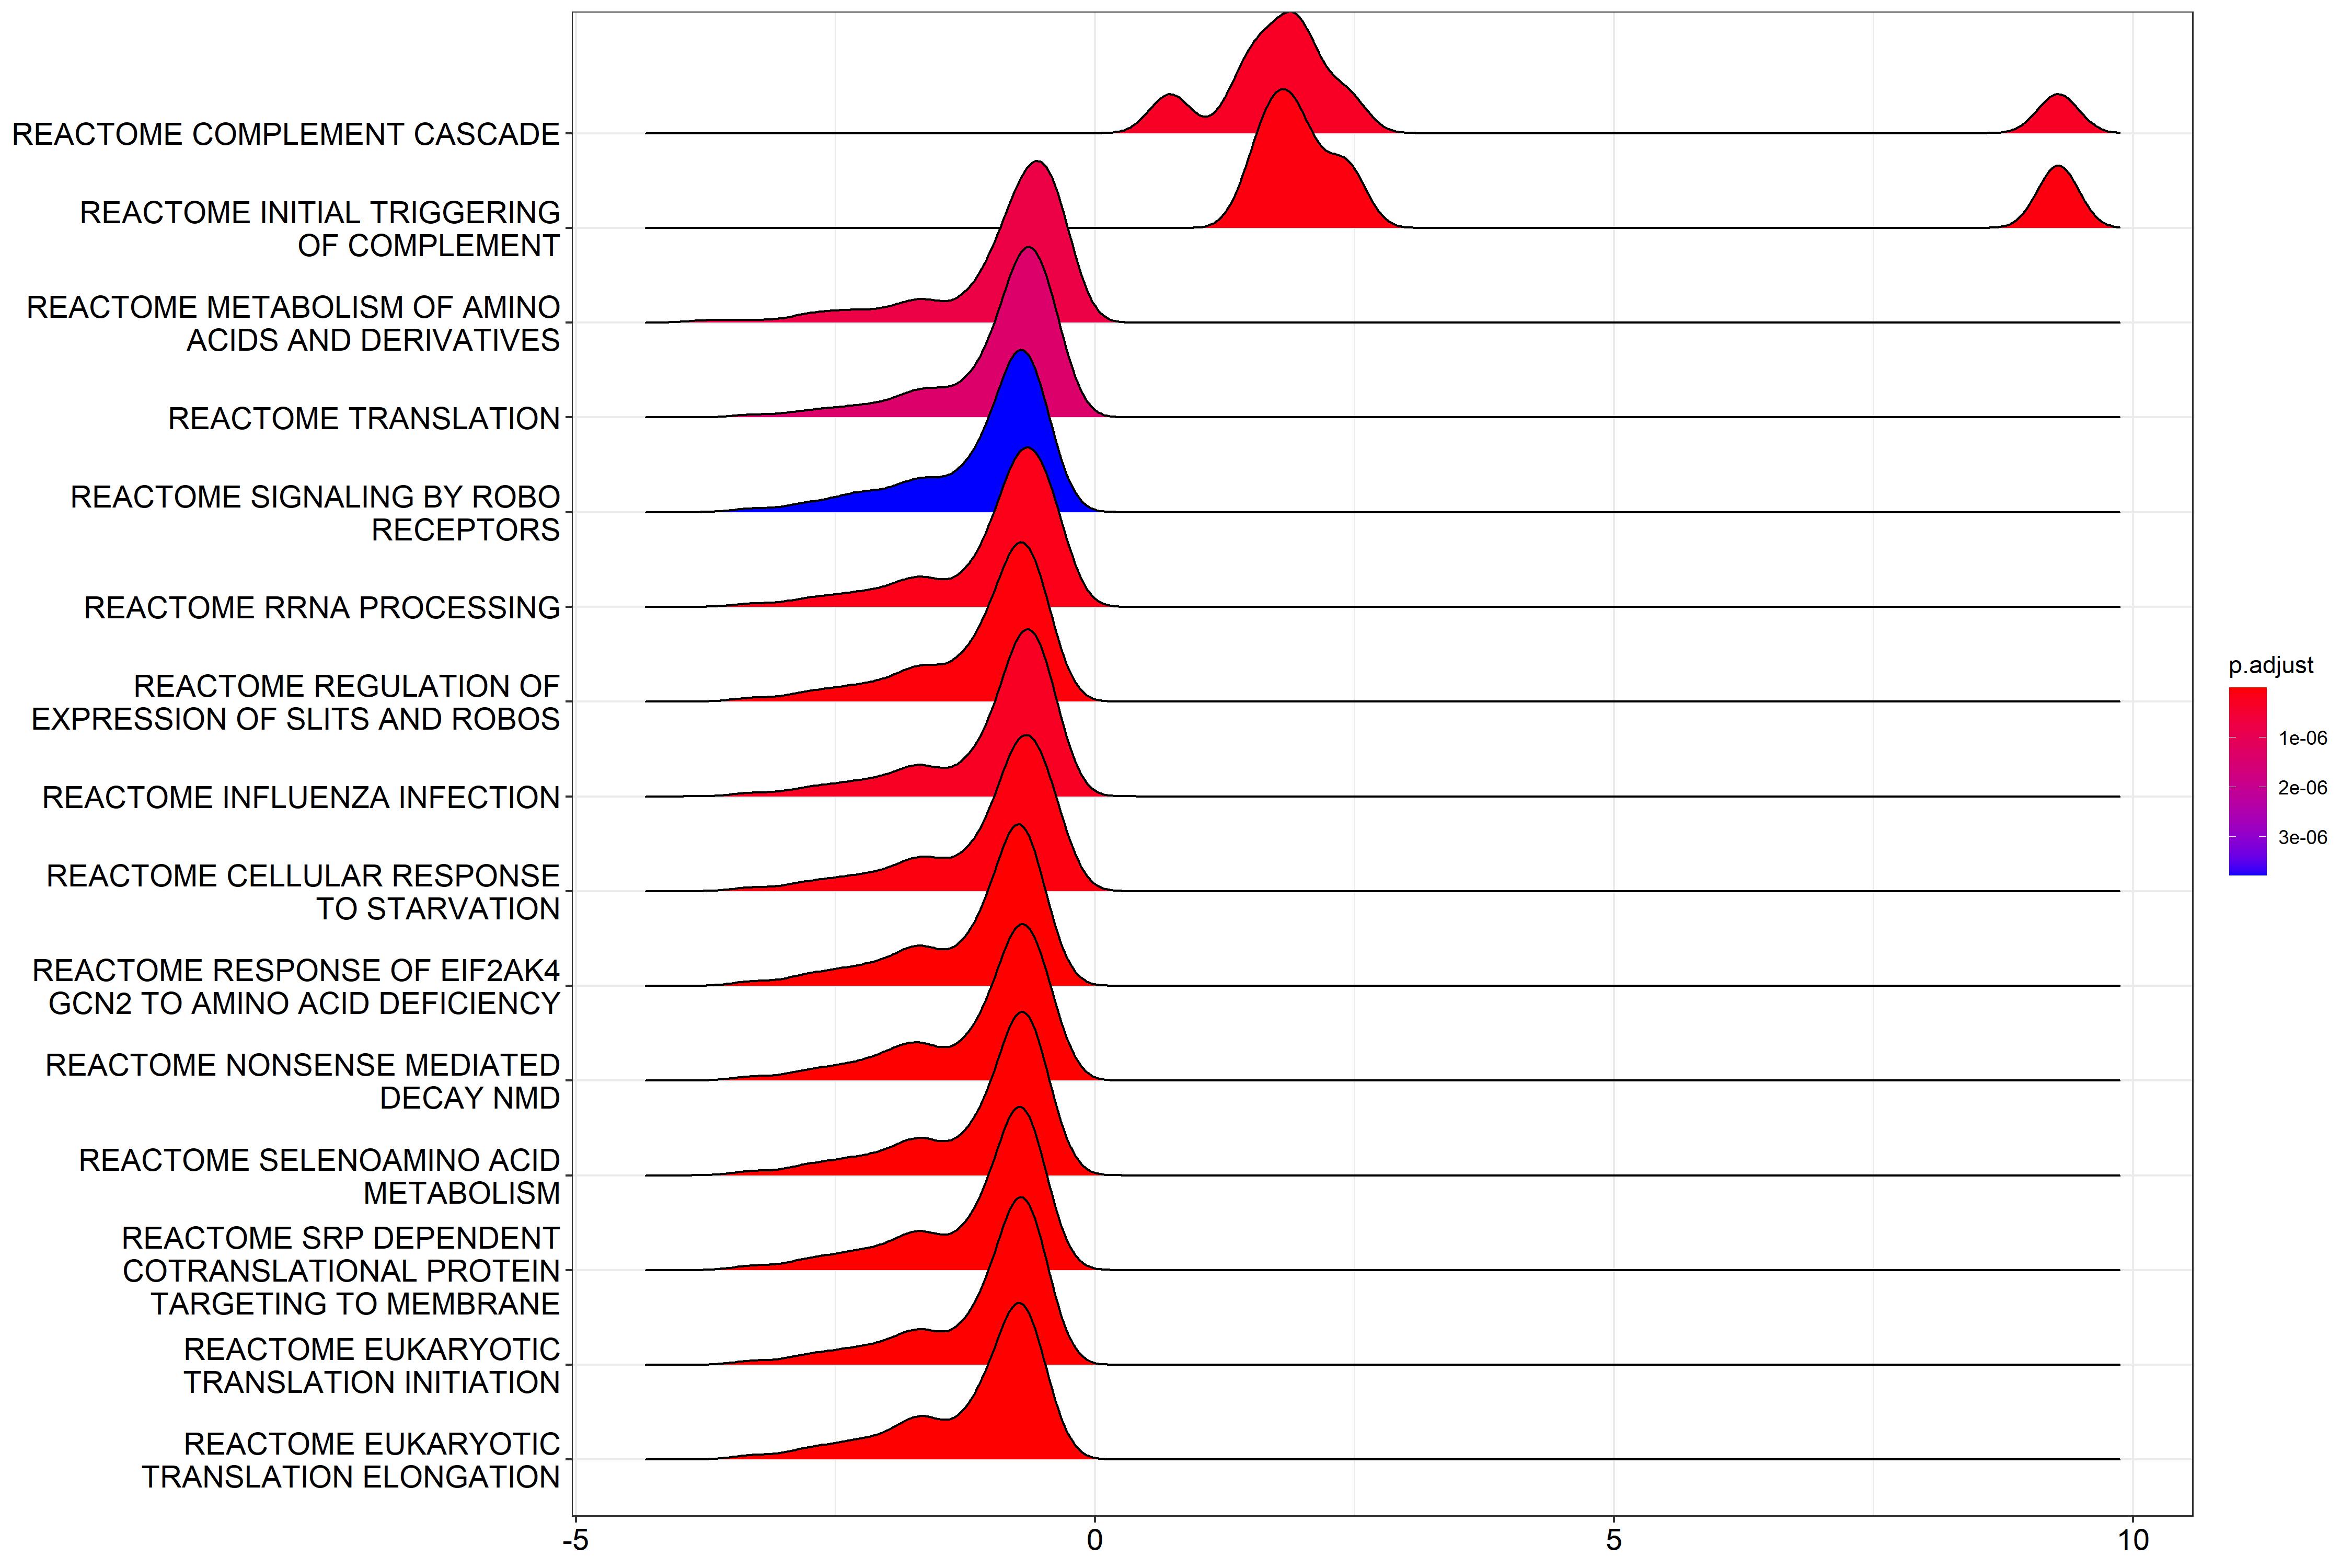 REACTOME COMPLEMENT CASCADE
REACTOME INITIAL TRIGGERING
OF COMPLEMENT
REACTOME METABOLISM OF AMINO
ACIDS AND DERIVATIVES
REACTOME TRANSLATION
REACTOME SIGNALING BY ROBO
RECEPTORS
REACTOME RRNA PROCESSING
REACTOME REGULATION OF
EXPRESSION OF SLITS AND ROBOS
REACTOME INFLUENZA INFECTION
REACTOME CELLULAR RESPONSE
TO STARVATION
REACTOME RESPONSE OF EIF2AK4
GCN2 TO AMINO ACID DEFICIENCY
REACTOME NONSENSE MEDIATED
DECAY NMD
REACTOME SELENOAMINO ACID
METABOLISM
REACTOME SRP DEPENDENT
COTRANSLATIONAL PROTEIN
TARGETING TO MEMBRANE
REACTOME EUKARYOTIC
TRANSLATION INITIATION
REACTOME EUKARYOTIC
TRANSLATION ELONGATION
-5 0 5 10
p.adjust
1e-06
2e-06
3e-06